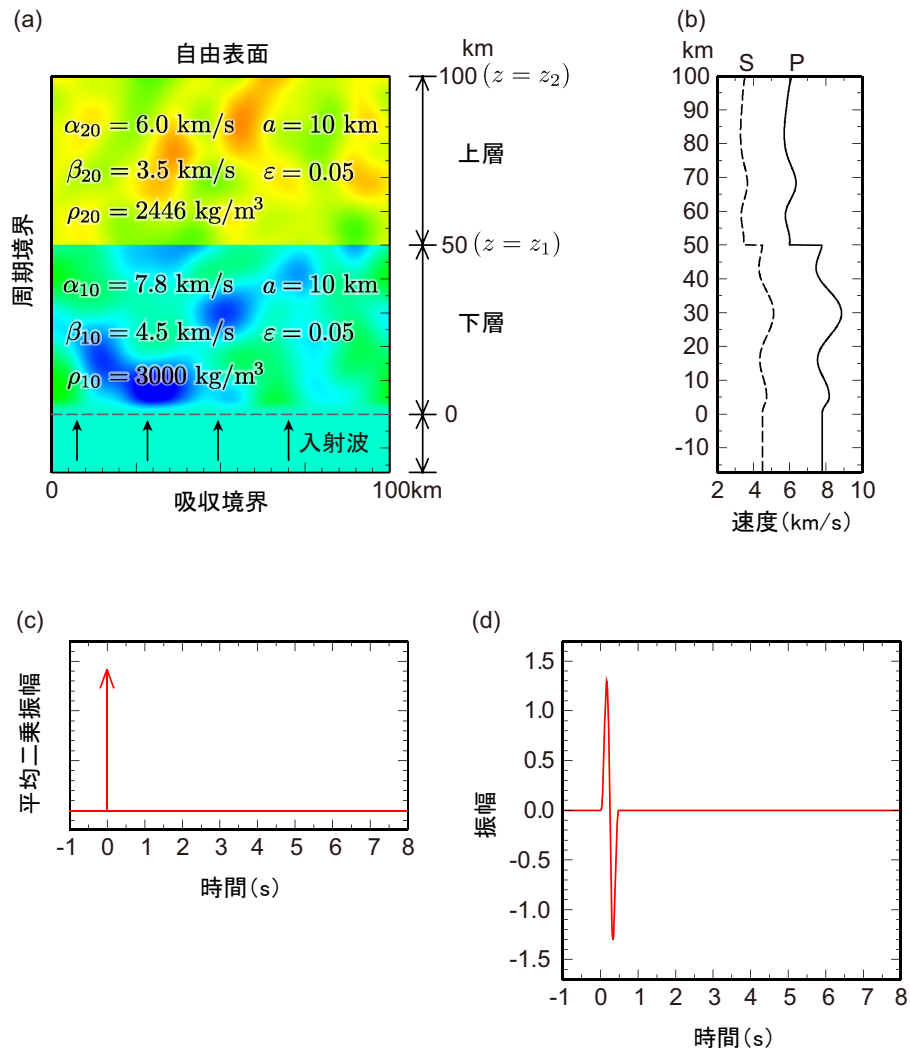 (a)
自由表面
km
100 (z = z₂)
α₂₀ = 6.0 km/s a = 10 km
β₂₀ = 3.5 km/s ε = 0.05
ρ₂₀ = 2446 kg/m³
上層
50 (z = z₁)
周期境界
α₁₀ = 7.8 km/s a = 10 km
β₁₀ = 4.5 km/s ε = 0.05
ρ₁₀ = 3000 kg/m³
下層
0
入射波
0 100km
吸収境界
(b)
km S P
100
90
80
70
60
50
40
30
20
10
0
-10
2 4 6 8 10
速度(km/s)
(c)
平均二乗振幅
-1 0 1 2 3 4 5 6 7 8
時間(s)
(d)
1.5
1.0
0.5
0.0
-0.5
-1.0
-1.5
振幅
-1 0 1 2 3 4 5 6 7 8
時間(s)